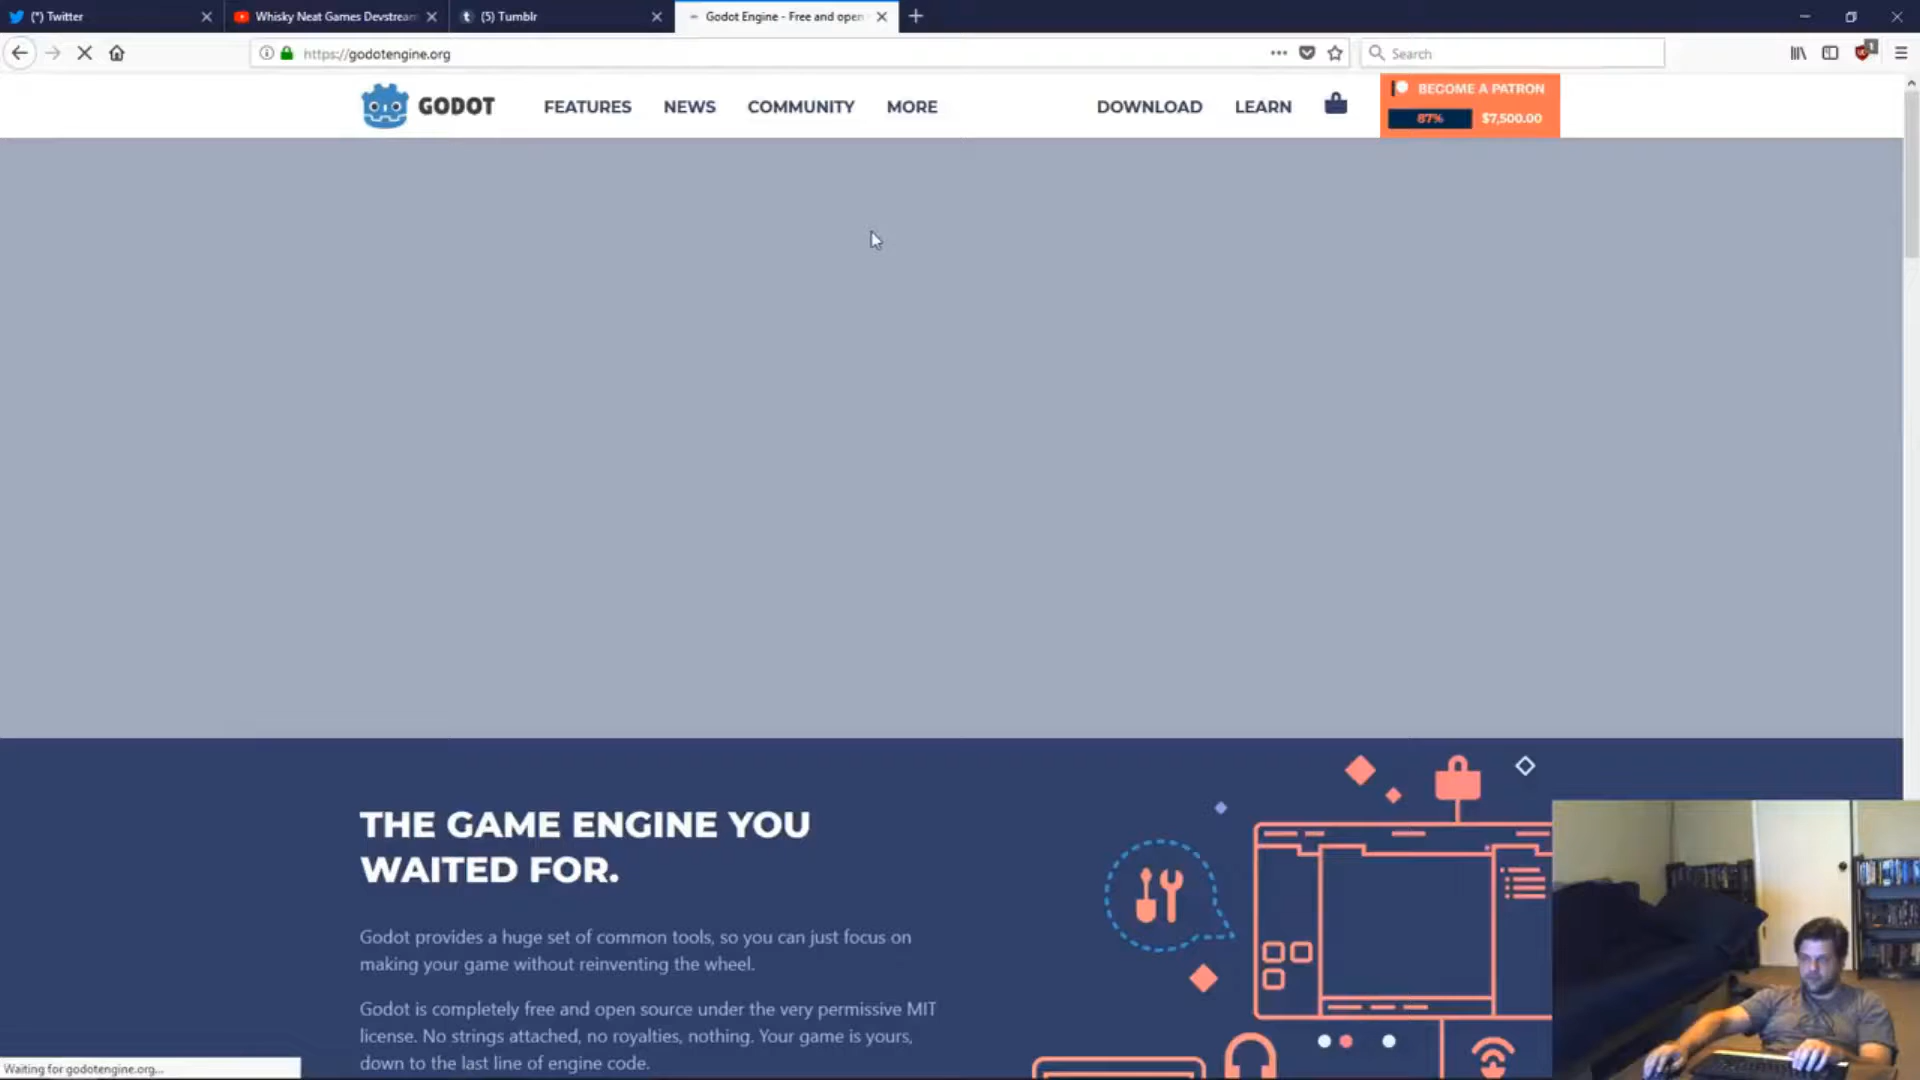 (*) Twitter
Whisky Neat Games Devstream
(5) Tumblr
Godot Engine - Free and open
https://godotengine.org
Search
1
GODOT
FEATURES
NEWS
COMMUNITY
MORE
DOWNLOAD
LEARN
BECOME A PATRON
87%
$7,500.00
THE GAME ENGINE YOU
WAITED FOR.
Godot provides a huge set of common tools, so you can just focus on
making your game without reinventing the wheel.
Godot is completely free and open source under the very permissive MIT
license. No strings attached, no royalties, nothing. Your game is yours,
down to the last line of engine code.
Waiting for godotengine.org...